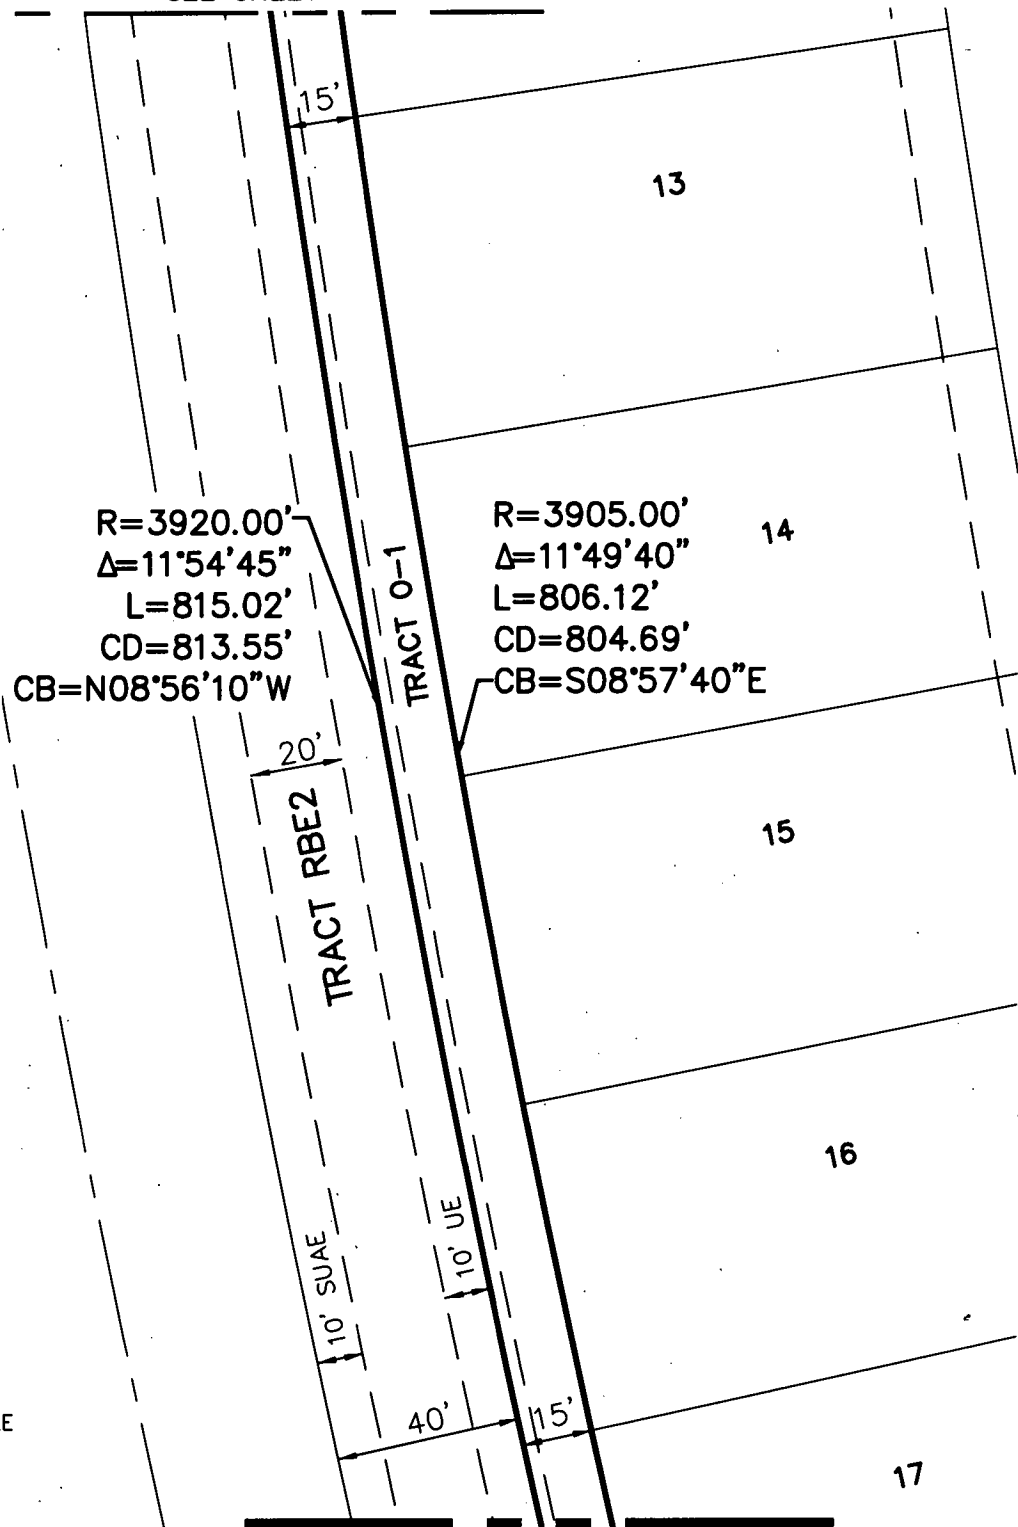 15'
13
R=3920.00'
Δ=11°54'45"
L=815.02'
CD=813.55'
CB=N08°56'10"W
TRACT O-1
R=3905.00'
Δ=11°49'40"
L=806.12'
CD=804.69'
CB=S08°57'40"E
14
20'
TRACT RBE2
15
16
10' SUAE
10' UE
40'
15'
17
E